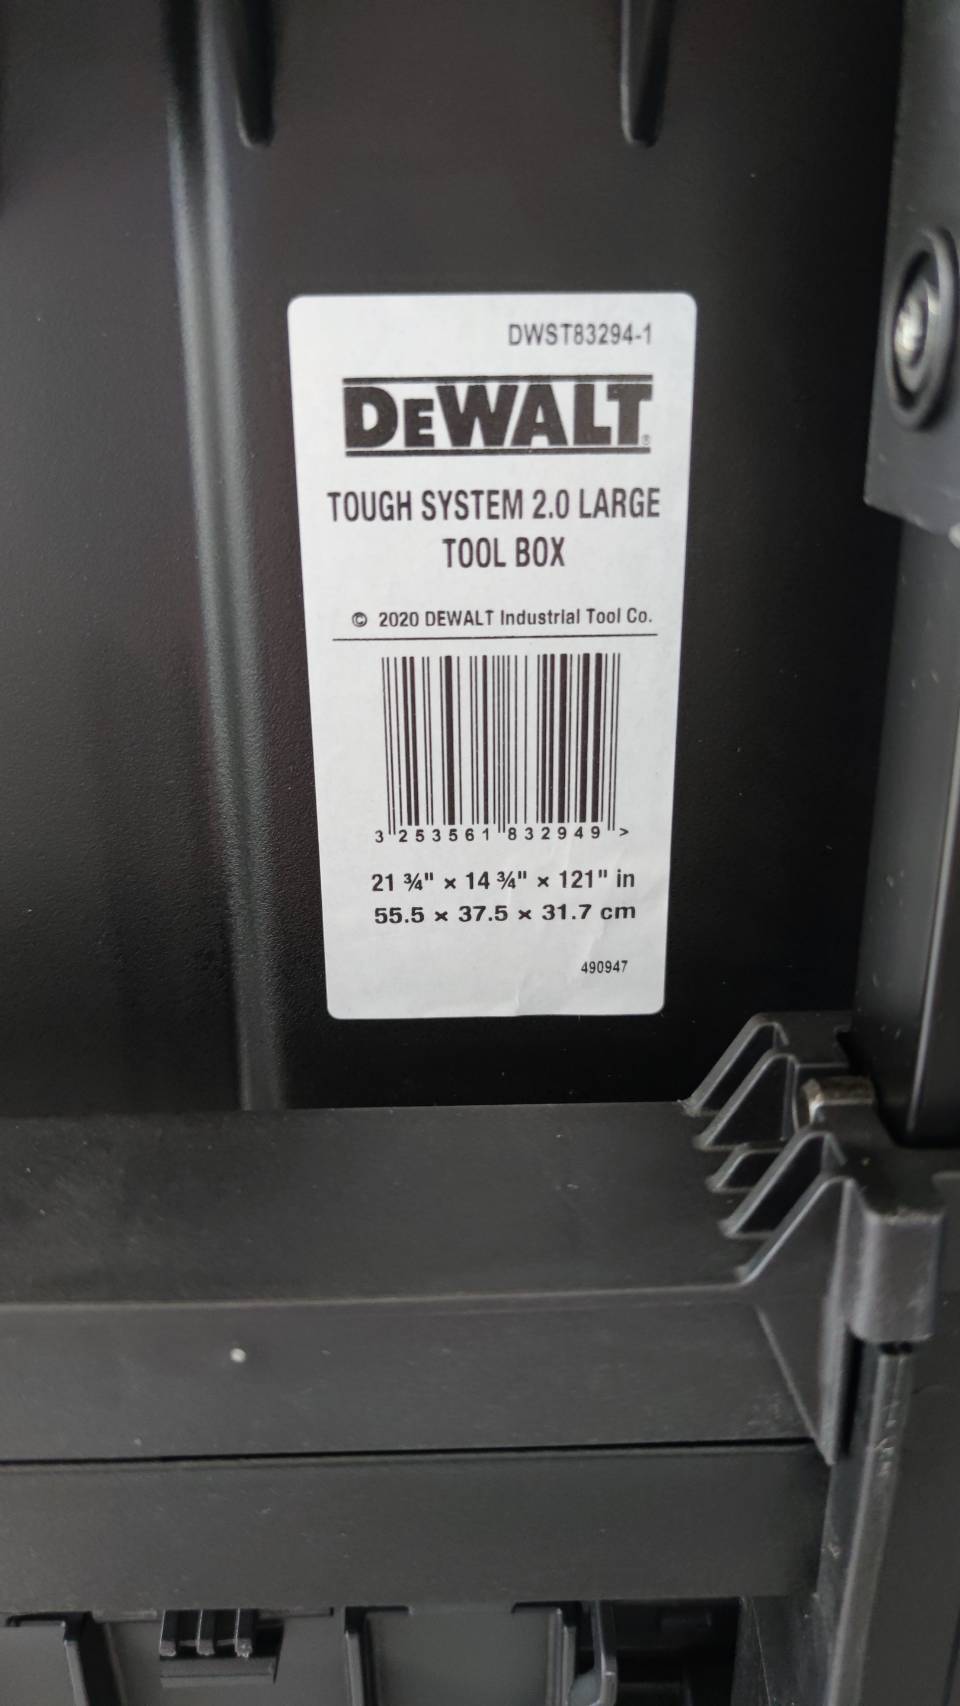 DWST83294-1
DEWALT®
TOUGH SYSTEM 2.0 LARGE
TOOL BOX
© 2020 DEWALT Industrial Tool Co.
3 253561 832949 >
21 ¾" × 14 ¾" × 121" in
55.5 × 37.5 × 31.7 cm
490947